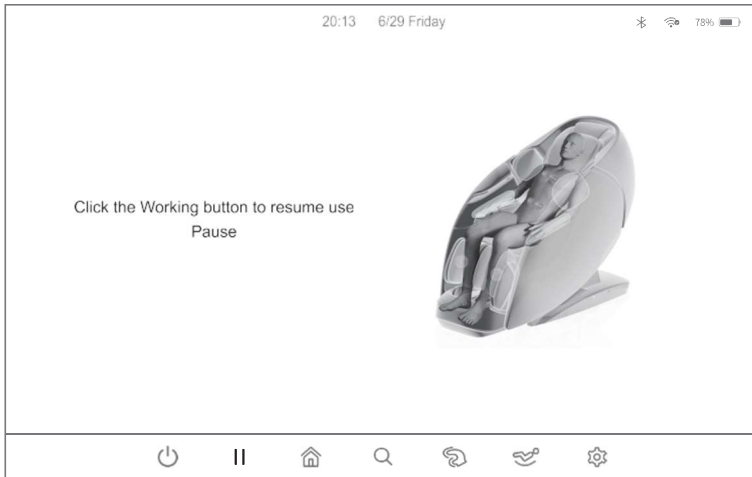 20:13 6/29 Friday 78%
Click the Working button to resume use
Pause